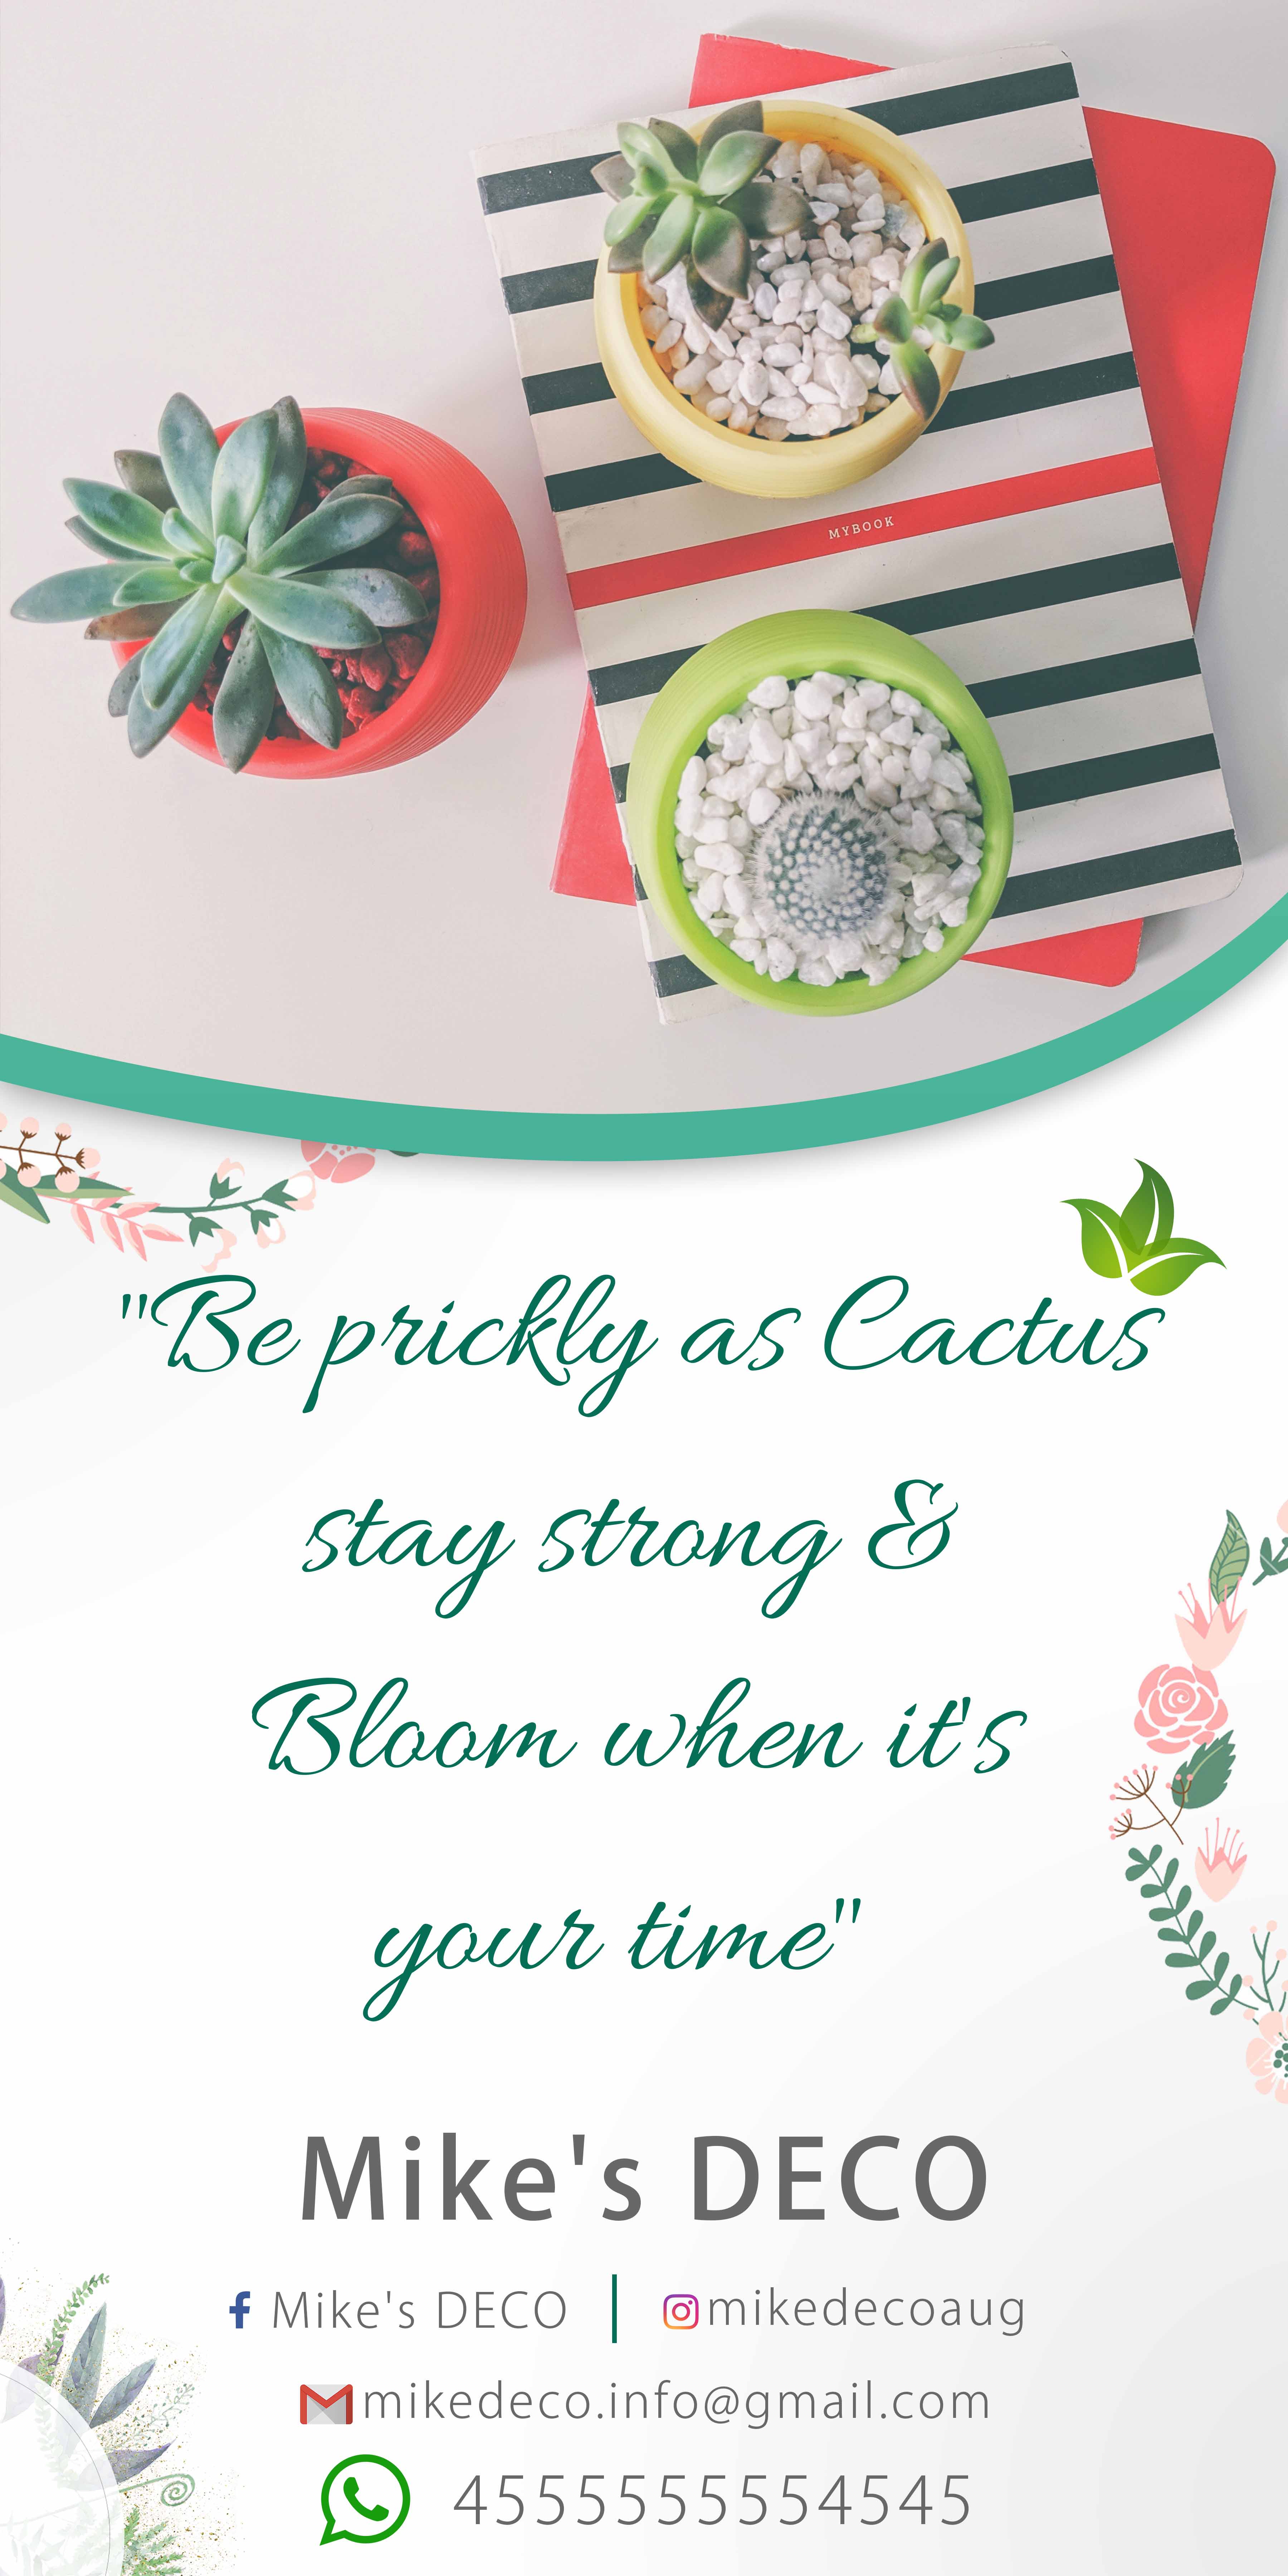 MYBOOK
"Be prickly as Cactus
stay strong &
Bloom when it's
your time"
Mike's DECO
Mike's DECO | mikedecoaug
mikedeco.info@gmail.com
4555555554545